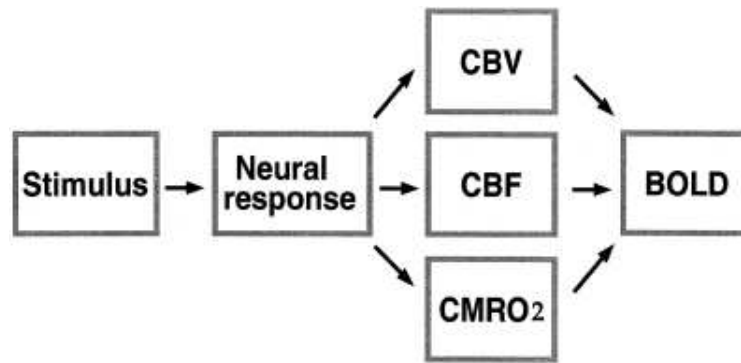 CBV
Stimulus
Neural
response
CBF
BOLD
CMRO2